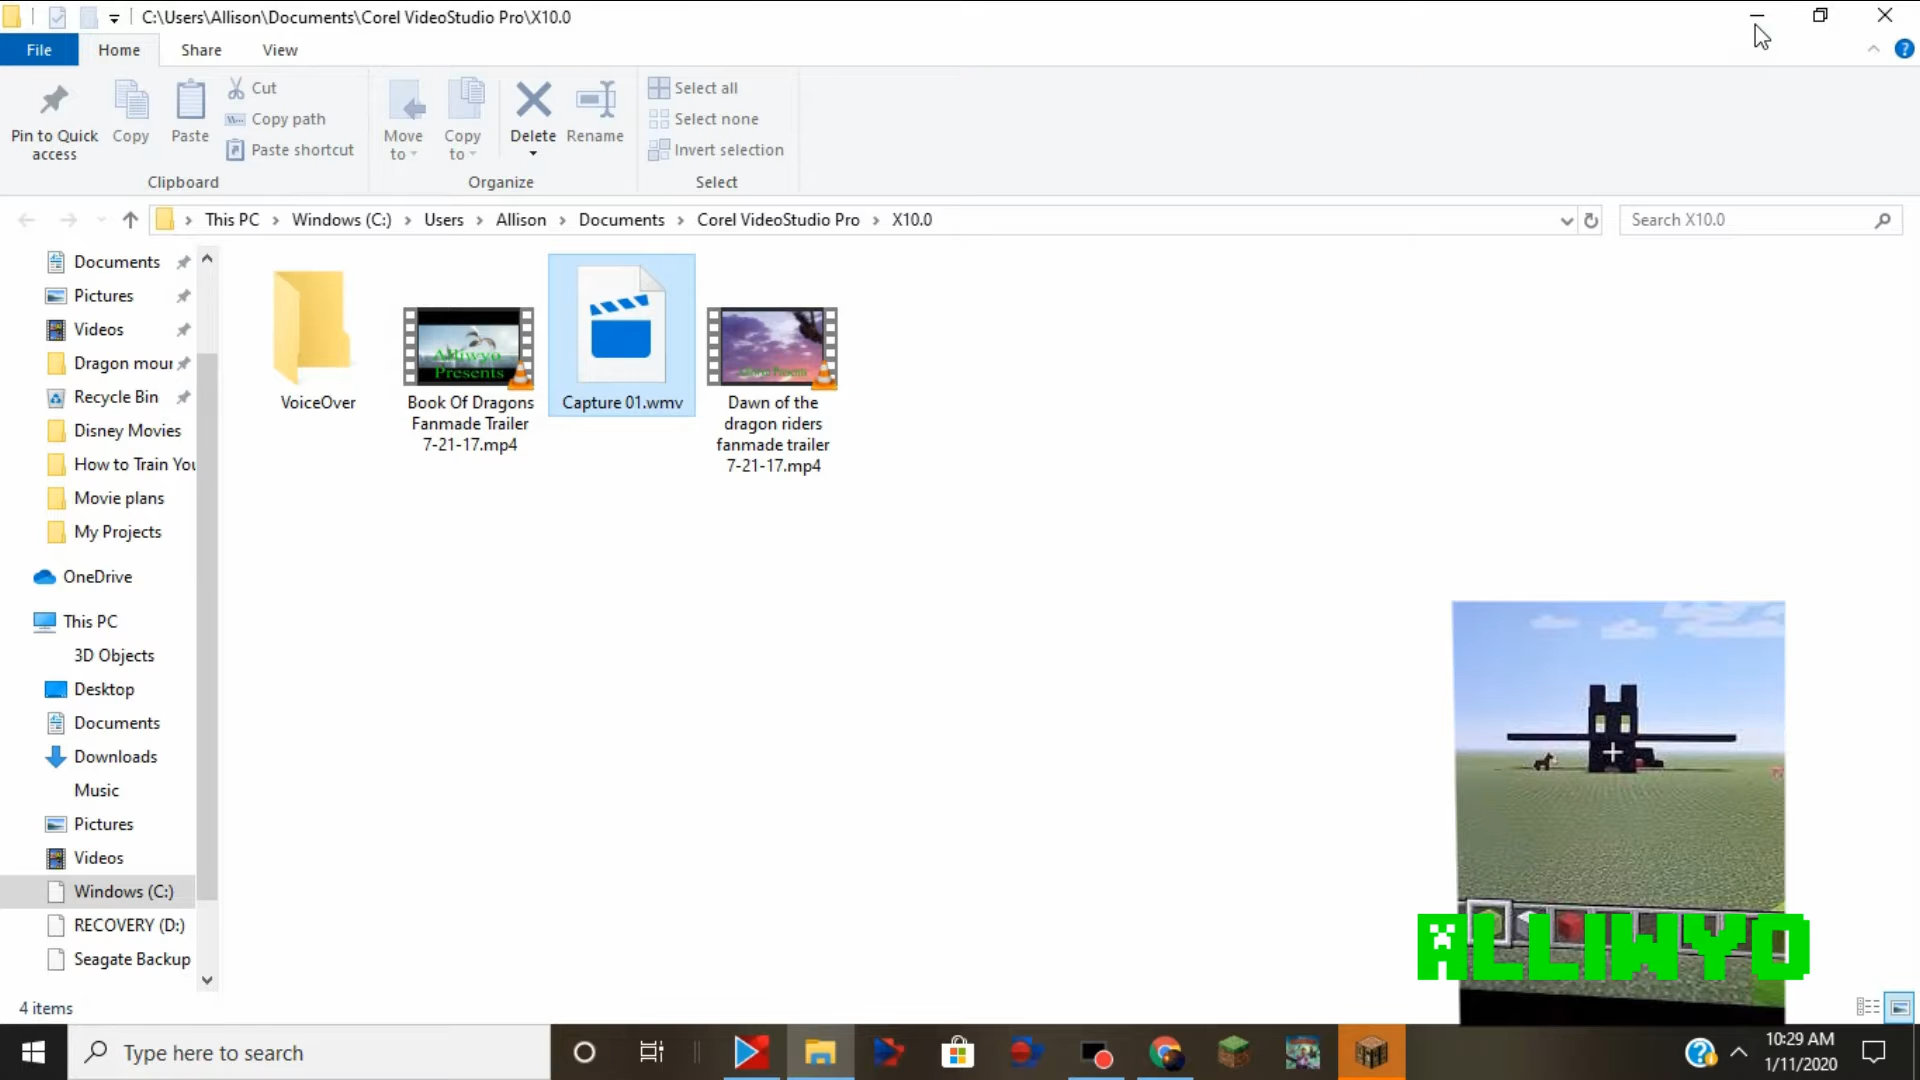 C:\Users\Allison\Documents\Corel VideoStudio Pro\X10.0
File
Home
Share
View
Pin to Quick
access
Copy
Paste
Cut
Copy path
Paste shortcut
Clipboard
Move
to
Copy
to
Delete
Rename
Organize
Select all
Select none
Invert selection
Select
This PC
Windows (C:)
Users
Allison
Documents
Corel VideoStudio Pro
X10.0
Search X10.0
Documents
Pictures
Videos
Dragon mour
Recycle Bin
Disney Movies
How to Train You
Movie plans
My Projects
OneDrive
This PC
3D Objects
Desktop
Documents
Downloads
Music
Pictures
Videos
Windows (C:)
RECOVERY (D:)
Seagate Backup
VoiceOver
Alliwyo
Presents
Book Of Dragons
Fanmade Trailer
7-21-17.mp4
Capture 01.wmv
Dawn of the
dragon riders
fanmade trailer
7-21-17.mp4
ALLIWYO
4 items
Type here to search
10:29 AM
1/11/2020